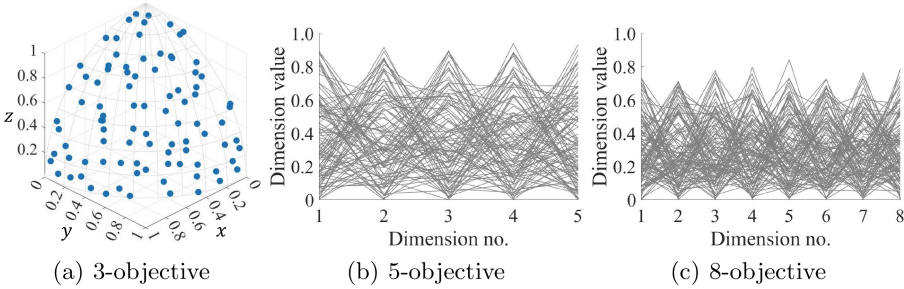 1
0.8
0.6
0.4
0.2
z
0
0.2
0.4
0.6
0.8
1
y
1
0.8
0.6
0.4
0.2
0
x
(a) 3-objective
Dimension value
1.0
0.8
0.6
0.4
0.2
0
1 2 3 4 5
Dimension no.
(b) 5-objective
Dimension value
1.0
0.8
0.6
0.4
0.2
0
1 2 3 4 5 6 7 8
Dimension no.
(c) 8-objective